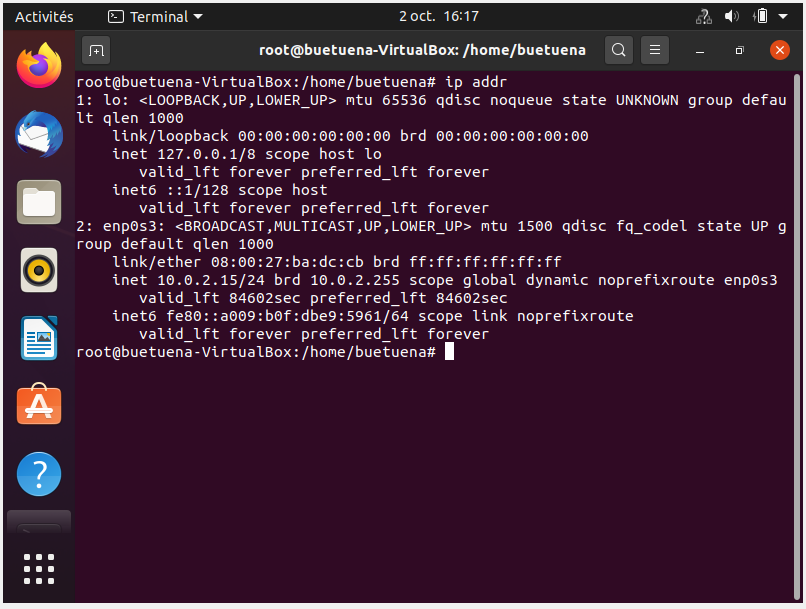 Activités Terminal 2 oct. 16:17
root@buetuena-VirtualBox: /home/buetuena
root@buetuena-VirtualBox:/home/buetuena# ip addr
1: lo: <LOOPBACK,UP,LOWER_UP> mtu 65536 qdisc noqueue state UNKNOWN group defau
lt qlen 1000
    link/loopback 00:00:00:00:00:00 brd 00:00:00:00:00:00
    inet 127.0.0.1/8 scope host lo
       valid_lft forever preferred_lft forever
    inet6 ::1/128 scope host
       valid_lft forever preferred_lft forever
2: enp0s3: <BROADCAST,MULTICAST,UP,LOWER_UP> mtu 1500 qdisc fq_codel state UP g
roup default qlen 1000
    link/ether 08:00:27:ba:dc:cb brd ff:ff:ff:ff:ff:ff
    inet 10.0.2.15/24 brd 10.0.2.255 scope global dynamic noprefixroute enp0s3
       valid_lft 84602sec preferred_lft 84602sec
    inet6 fe80::a009:b0f:dbe9:5961/64 scope link noprefixroute
       valid_lft forever preferred_lft forever
root@buetuena-VirtualBox:/home/buetuena#